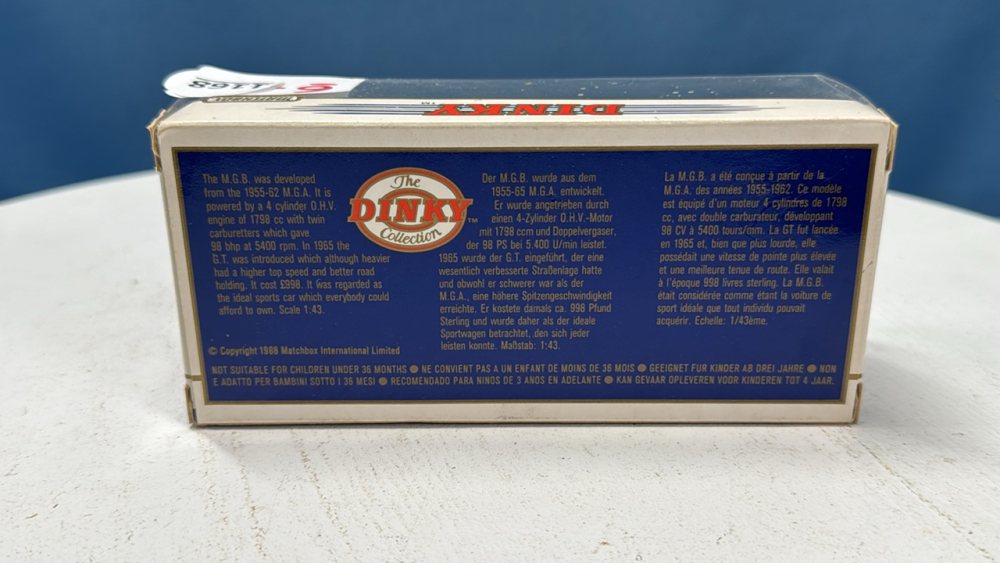 DINKY
TM
The M.G.B. was developed
from the 1955-62 M.G.A. It is
powered by a 4 cylinder O.H.V.
engine of 1798 cc with twin
carburetters which gave
98 bhp at 5400 rpm. In 1965 the
G.T. was introduced which although heavier
had a higher top speed and better road
holding. It cost £998. It was regarded as
the ideal sports car which everybody could
afford to own. Scale 1:43.
© Copyright 1988 Matchbox International Limited
The
DINKY
TM
Collection
Der M.G.B. wurde aus dem
1955-65 M.G.A. entwickelt.
Er wurde angetrieben durch
einen 4-Zylinder O.H.V.-Motor
mit 1798 ccm und Doppelvergaser,
der 98 PS bei 5.400 U/min leistet.
1965 wurde der G.T. eingeführt, der eine
wesentlich verbesserte Straßenlage hatte
und obwohl er schwerer war als der
M.G.A., eine höhere Spitzengeschwindigkeit
erreichte. Er kostete damals ca. 998 Pfund
Sterling und wurde daher als der ideale
Sportwagen betrachtet, den sich jeder
leisten konnte. Maßstab: 1:43.
La M.G.B. a été conçue à partir de la
M.G.A. des années 1955-1962. Ce modèle
est équipé d'un moteur 4 cylindres de 1798
cc, avec double carburateur, développant
98 CV à 5400 tours/mm. La GT fut lancée
en 1965 et, bien que plus lourde, elle
possédait une vitesse de pointe plus élevée
et une meilleure tenue de route. Elle valait
à l'époque 998 livres sterling. La M.G.B.
était considérée comme étant la voiture de
sport idéale que tout individu pouvait
acquérir. Echelle: 1/43ème.
NOT SUITABLE FOR CHILDREN UNDER 36 MONTHS ● NE CONVIENT PAS A UN ENFANT DE MOINS DE 36 MOIS ● GEEIGNET FUR KINDER AB DREI JAHRE ● NON
E ADATTO PER BAMBINI SOTTO I 36 MESI ● RECOMENDADO PARA NINOS DE 3 ANOS EN ADELANTE ● KAN GEVAAR OPLEVEREN VOOR KINDEREN TOT 4 JAAR.